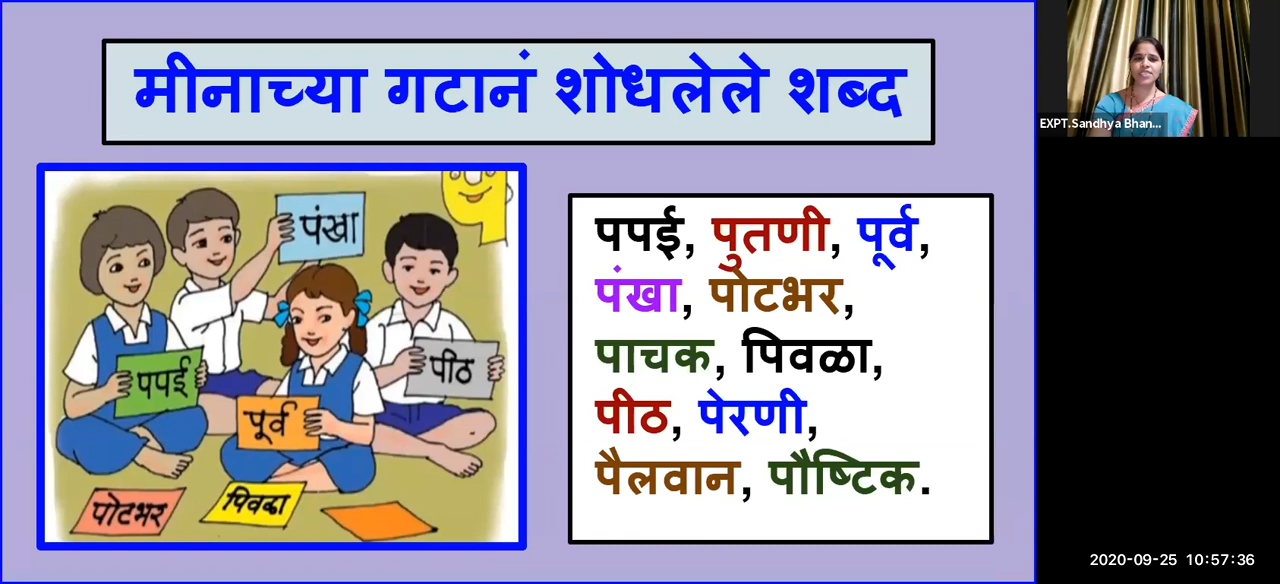 मीनाच्या गटानं शोधलेले शब्द
EXPT.Sandhya Bhan...
पंखा
पपई
पीठ
पूर्व
पोटभर
पिवळा
पपई, पुतणी, पूर्व,
पंखा, पोटभर,
पाचक, पिवळा,
पीठ, पेरणी,
पैलवान, पौष्टिक.
2020-09-25 10:57:36